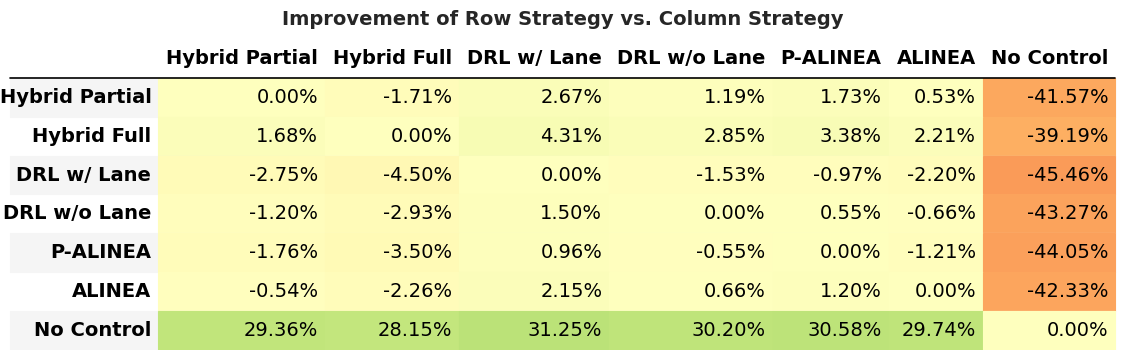 Improvement of Row Strategy vs. Column Strategy
Hybrid Partial Hybrid Full DRL w/ Lane DRL w/o Lane P-ALINEA ALINEA No Control
Hybrid Partial 0.00% -1.71% 2.67% 1.19% 1.73% 0.53% -41.57%
Hybrid Full 1.68% 0.00% 4.31% 2.85% 3.38% 2.21% -39.19%
DRL w/ Lane -2.75% -4.50% 0.00% -1.53% -0.97% -2.20% -45.46%
DRL w/o Lane -1.20% -2.93% 1.50% 0.00% 0.55% -0.66% -43.27%
P-ALINEA -1.76% -3.50% 0.96% -0.55% 0.00% -1.21% -44.05%
ALINEA -0.54% -2.26% 2.15% 0.66% 1.20% 0.00% -42.33%
No Control 29.36% 28.15% 31.25% 30.20% 30.58% 29.74% 0.00%